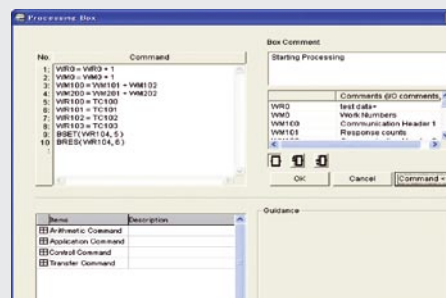 Processing Box
No. Command
1: WR0 = WR0 + 1
2: WM0 = WM0 + 1
3: WM100 = WM101 + WM102
4: WM200 = WM201 + WM202
5: WR100 = TC100
6: WR101 = TC101
7: WR102 = TC102
8: WR103 = TC103
9: BSET(WR104, 5)
10 BRES(WR104, 6)
:
Box Comment
Starting Processing
Comments (I/O comments,
WR0 test data+
WM0 Work Numbers
WM100 Communication Header 1
WM101 Response counts
OK Cancel Command
Items Description
Arithmetic Command
Application Command
Control Command
Transfer Command
Guidance